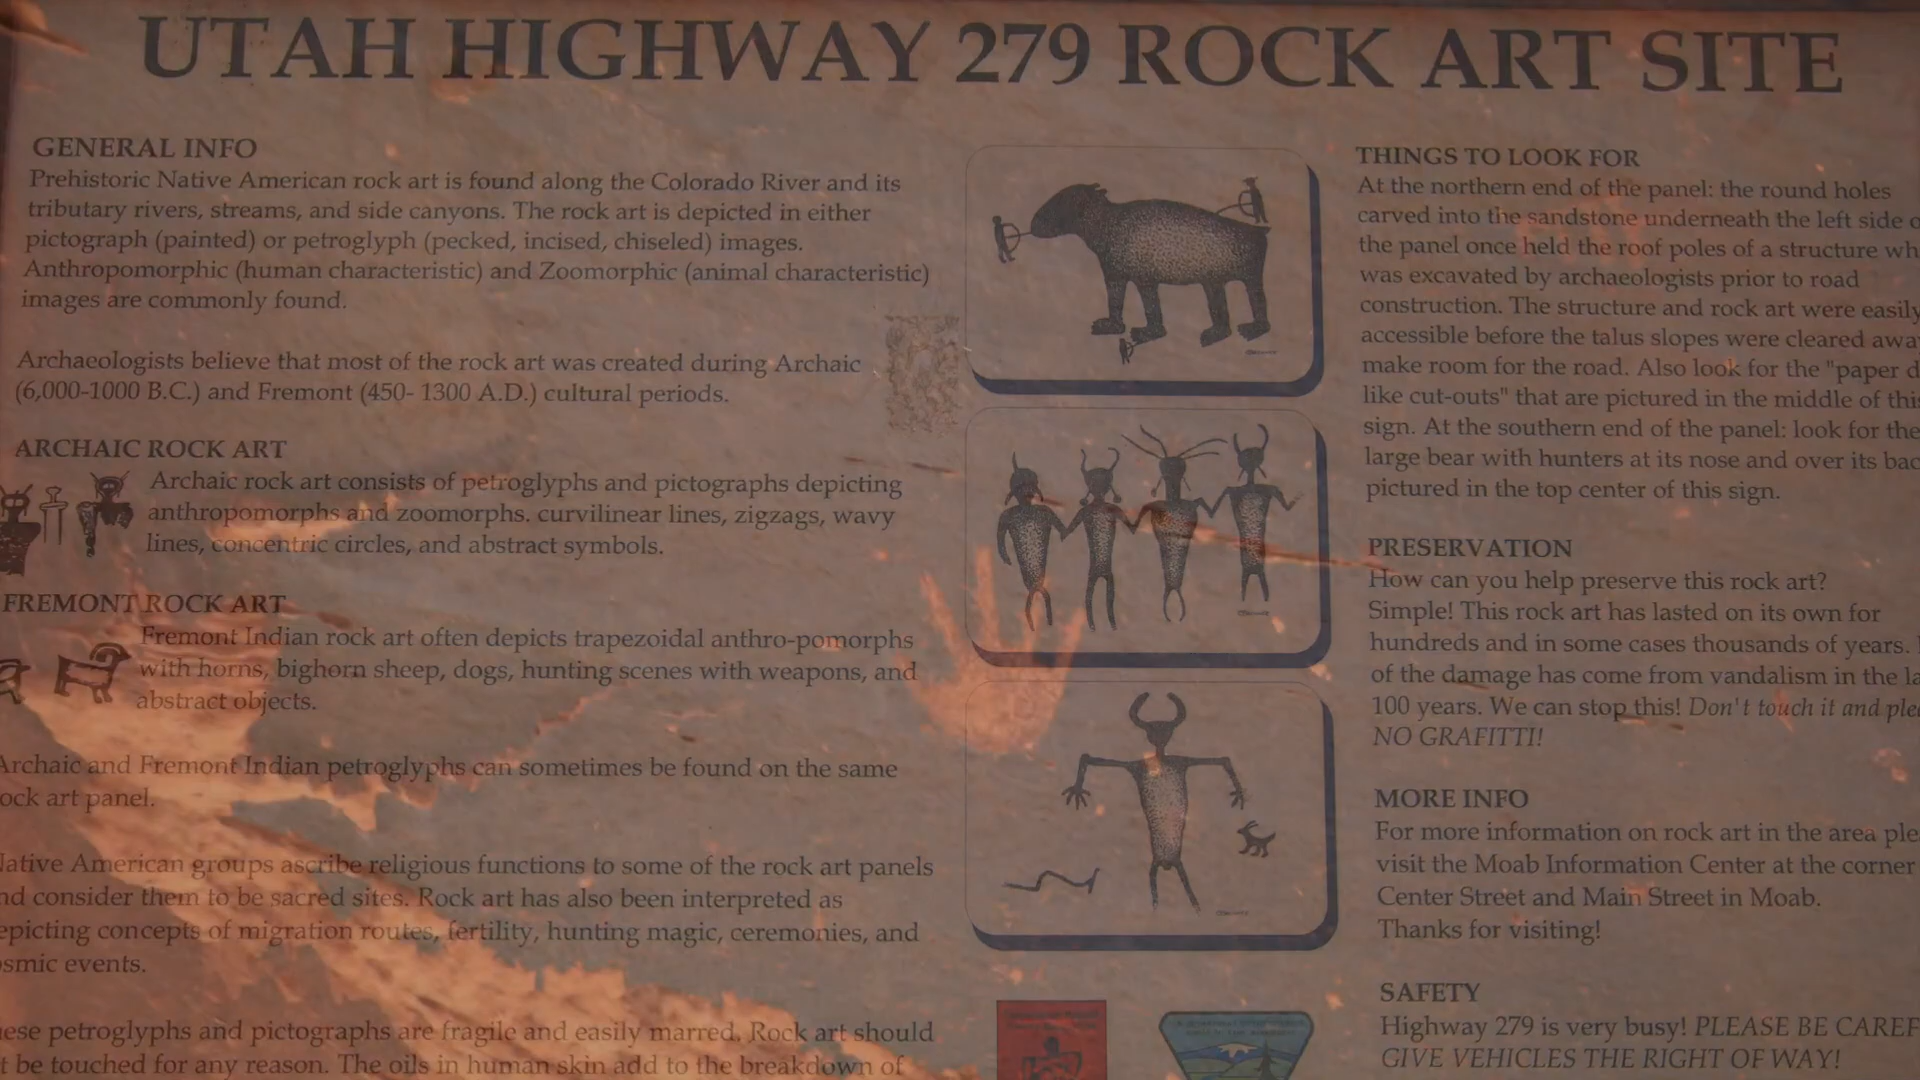 UTAH HIGHWAY 279 ROCK ART SITE
GENERAL INFO
Prehistoric Native American rock art is found along the Colorado River and its
tributary rivers, streams, and side canyons. The rock art is depicted in either
pictograph (painted) or petroglyph (pecked, incised, chiseled) images.
Anthropomorphic (human characteristic) and Zoomorphic (animal characteristic)
images are commonly found.
Archaeologists believe that most of the rock art was created during Archaic
(6,000-1000 B.C.) and Fremont (450- 1300 A.D.) cultural periods.
ARCHAIC ROCK ART
Archaic rock art consists of petroglyphs and pictographs depicting
anthropomorphs and zoomorphs. curvilinear lines, zigzags, wavy
lines, concentric circles, and abstract symbols.
FREMONT ROCK ART
Fremont Indian rock art often depicts trapezoidal anthro-pomorphs
with horns, bighorn sheep, dogs, hunting scenes with weapons, and
abstract objects.
Archaic and Fremont Indian petroglyphs can sometimes be found on the same
ock art panel.
Native American groups ascribe religious functions to some of the rock art panels
nd consider them to be sacred sites. Rock art has also been interpreted as
epicting concepts of migration routes, fertility, hunting magic, ceremonies, and
osmic events.
hese petroglyphs and pictographs are fragile and easily marred. Rock art should
t be touched for any reason. The oils in human skin add to the breakdown of
THINGS TO LOOK FOR
At the northern end of the panel: the round holes
carved into the sandstone underneath the left side o
the panel once held the roof poles of a structure wh
was excavated by archaeologists prior to road
construction. The structure and rock art were easily
accessible before the talus slopes were cleared awa
make room for the road. Also look for the "paper d
like cut-outs" that are pictured in the middle of this
sign. At the southern end of the panel: look for the
large bear with hunters at its nose and over its bac
pictured in the top center of this sign.
PRESERVATION
How can you help preserve this rock art?
Simple! This rock art has lasted on its own for
hundreds and in some cases thousands of years.
of the damage has come from vandalism in the la
100 years. We can stop this! Don't touch it and plea
NO GRAFITTI!
MORE INFO
For more information on rock art in the area ple
visit the Moab Information Center at the corner
Center Street and Main Street in Moab.
Thanks for visiting!
SAFETY
Highway 279 is very busy! PLEASE BE CAREF
GIVE VEHICLES THE RIGHT OF WAY!